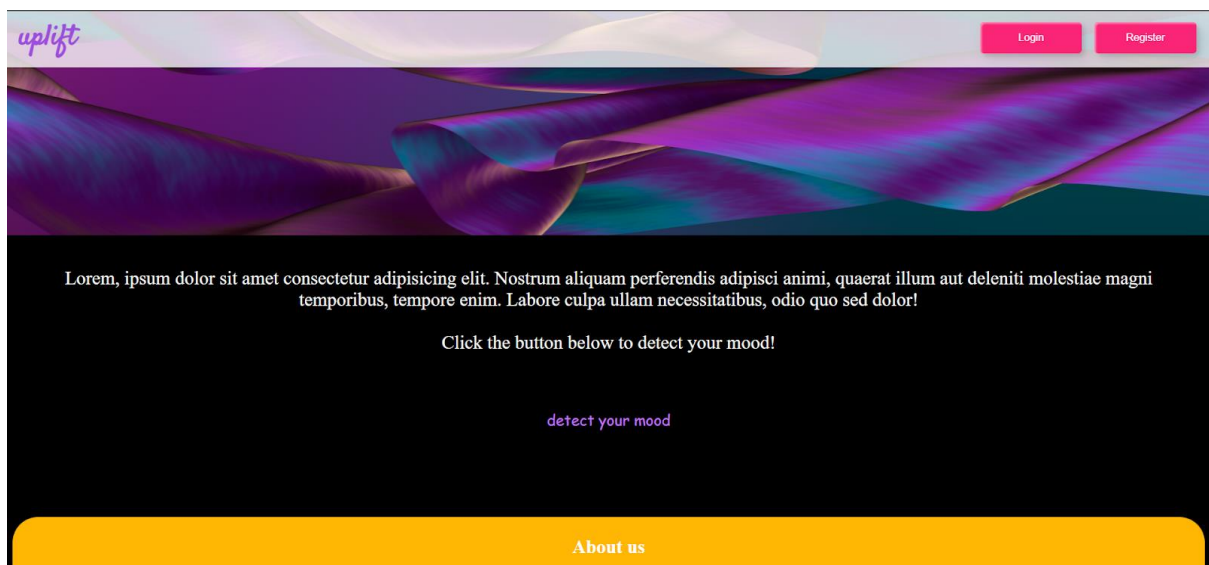 uplift
Login
Register
Lorem, ipsum dolor sit amet consectetur adipisicing elit. Nostrum aliquam perferendis adipisci animi, quaerat illum aut deleniti molestiae magni
temporibus, tempore enim. Labore culpa ullam necessitatibus, odio quo sed dolor!
Click the button below to detect your mood!
detect your mood
About us